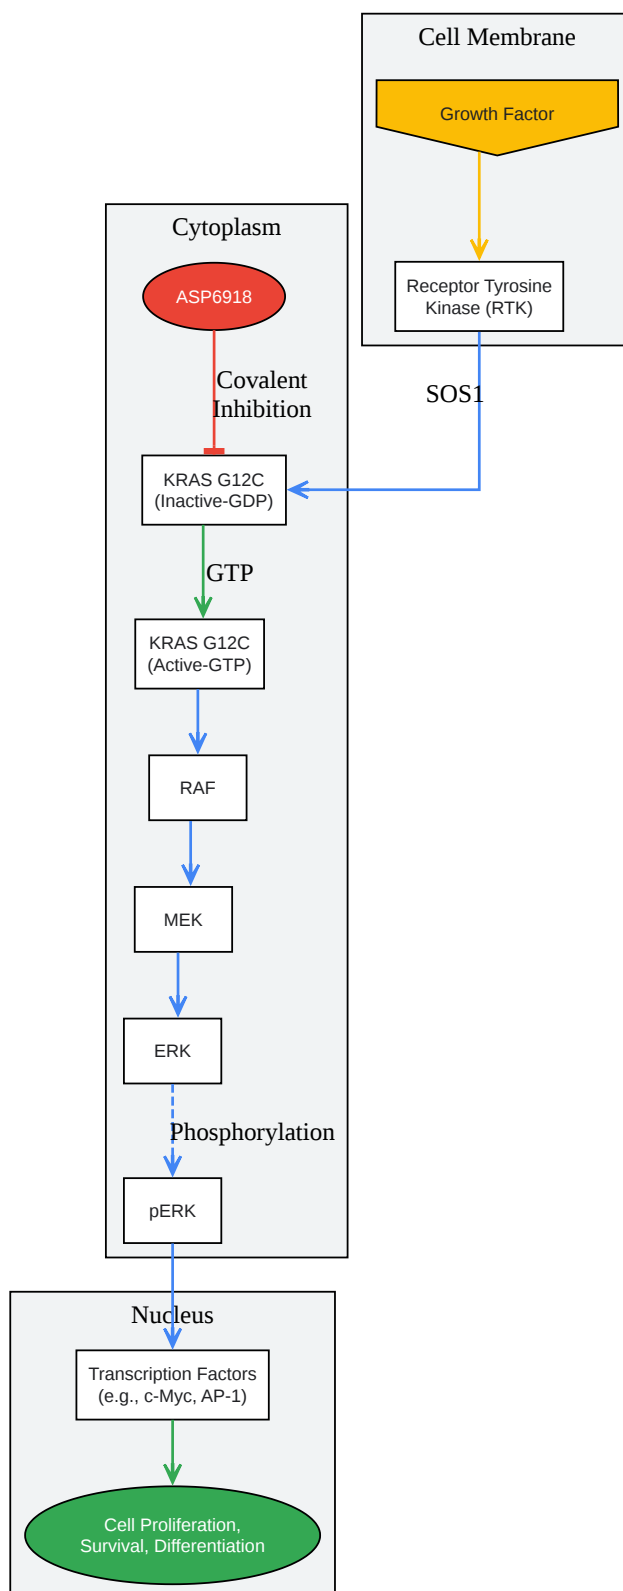 Cell Membrane
Growth Factor
Receptor Tyrosine
Kinase (RTK)
SOS1
Cytoplasm
ASP6918
Covalent
Inhibition
KRAS G12C
(Inactive-GDP)
GTP
KRAS G12C
(Active-GTP)
RAF
MEK
ERK
Phosphorylation
pERK
Nucleus
Transcription Factors
(e.g., c-Myc, AP-1)
Cell Proliferation,
Survival, Differentiation